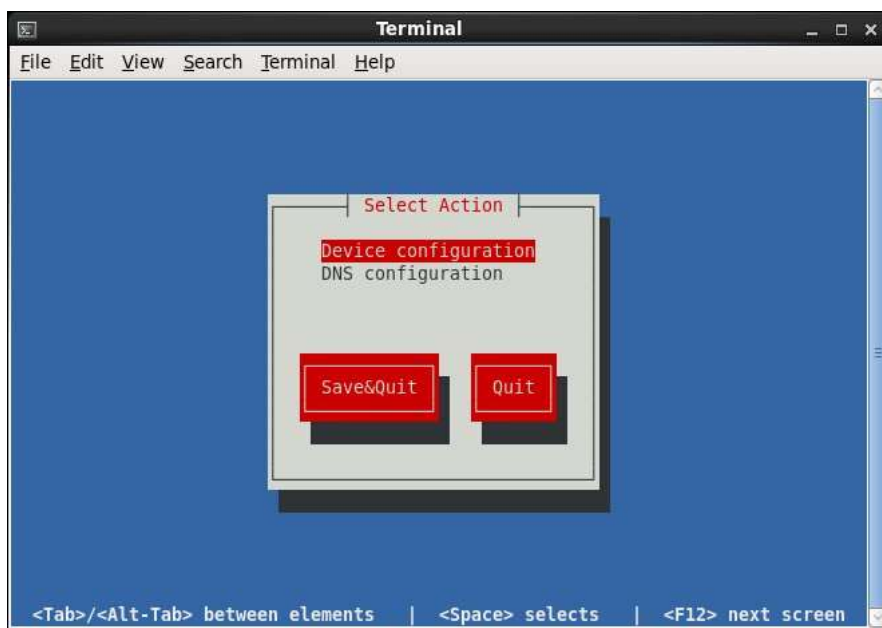 Terminal
File Edit View Search Terminal Help
Select Action
Device configuration
DNS configuration
Save&Quit Quit
<Tab>/<Alt-Tab> between elements | <Space> selects | <F12> next screen